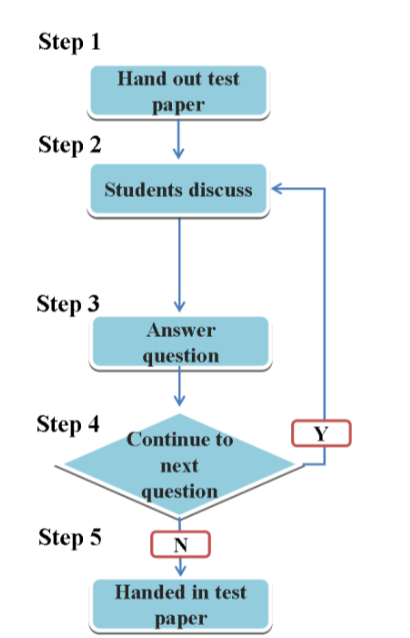 Step 1
Hand out test
paper
Step 2
Students discuss
Step 3
Answer
question
Step 4
Continue to
next
question
Y
Step 5
N
Handed in test
paper